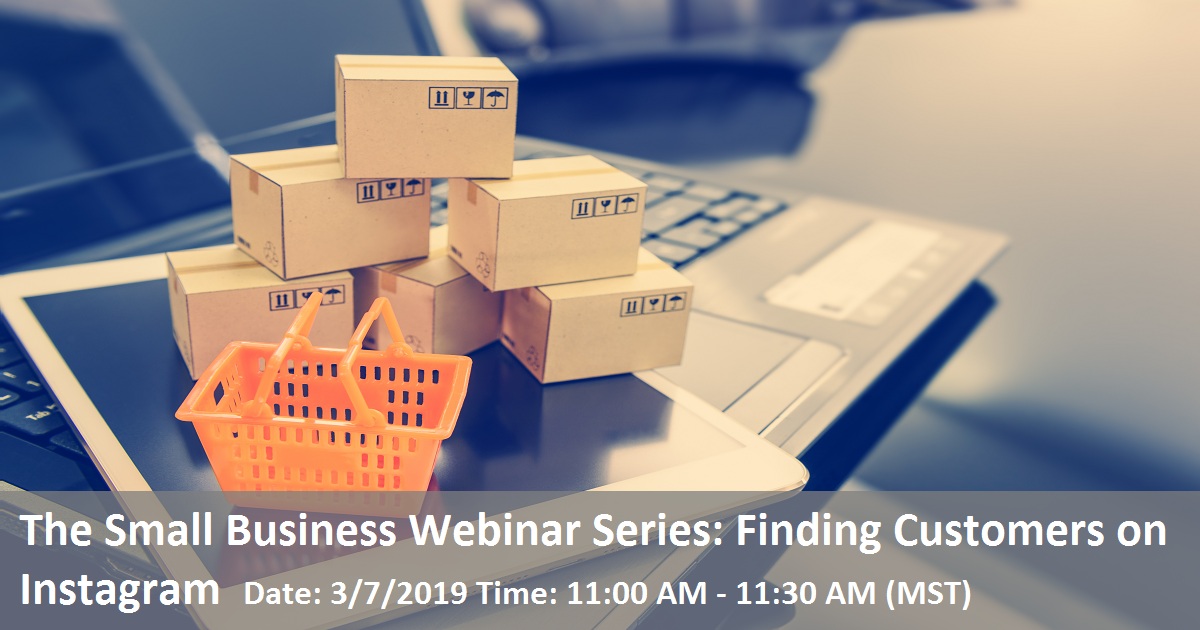 Tab
The Small Business Webinar Series: Finding Customers on
Instagram Date: 3/7/2019 Time: 11:00 AM - 11:30 AM (MST)